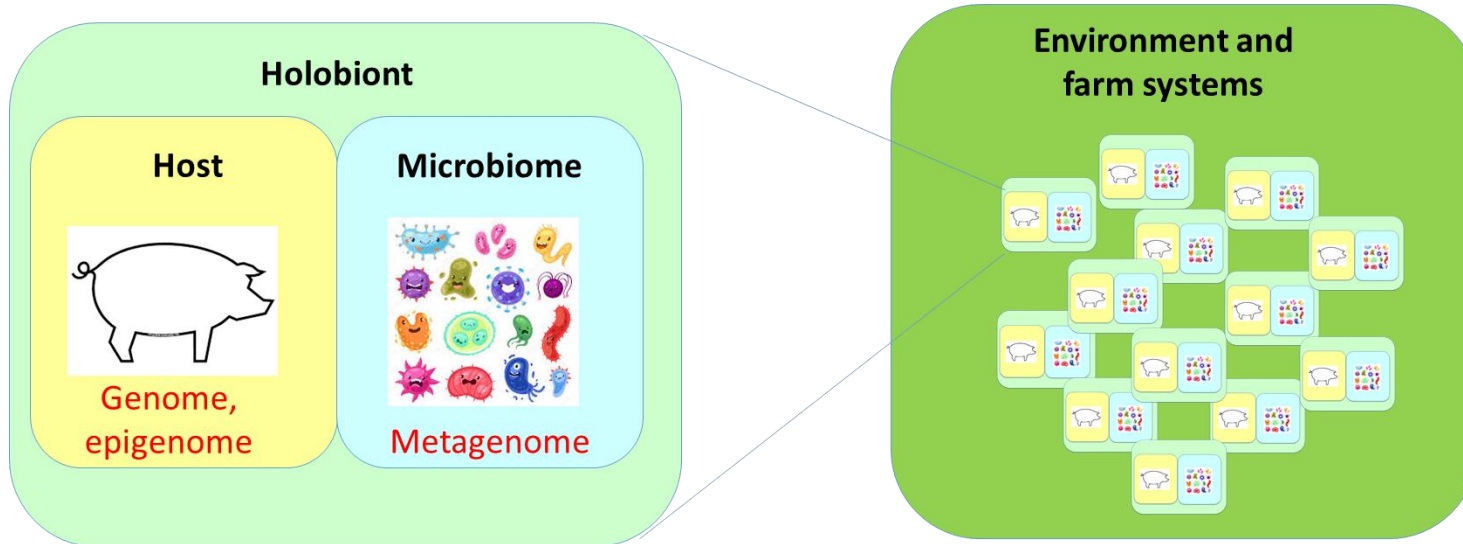 Holobiont
Host
Microbiome
Genome,
epigenome
Metagenome
Environment and
farm systems